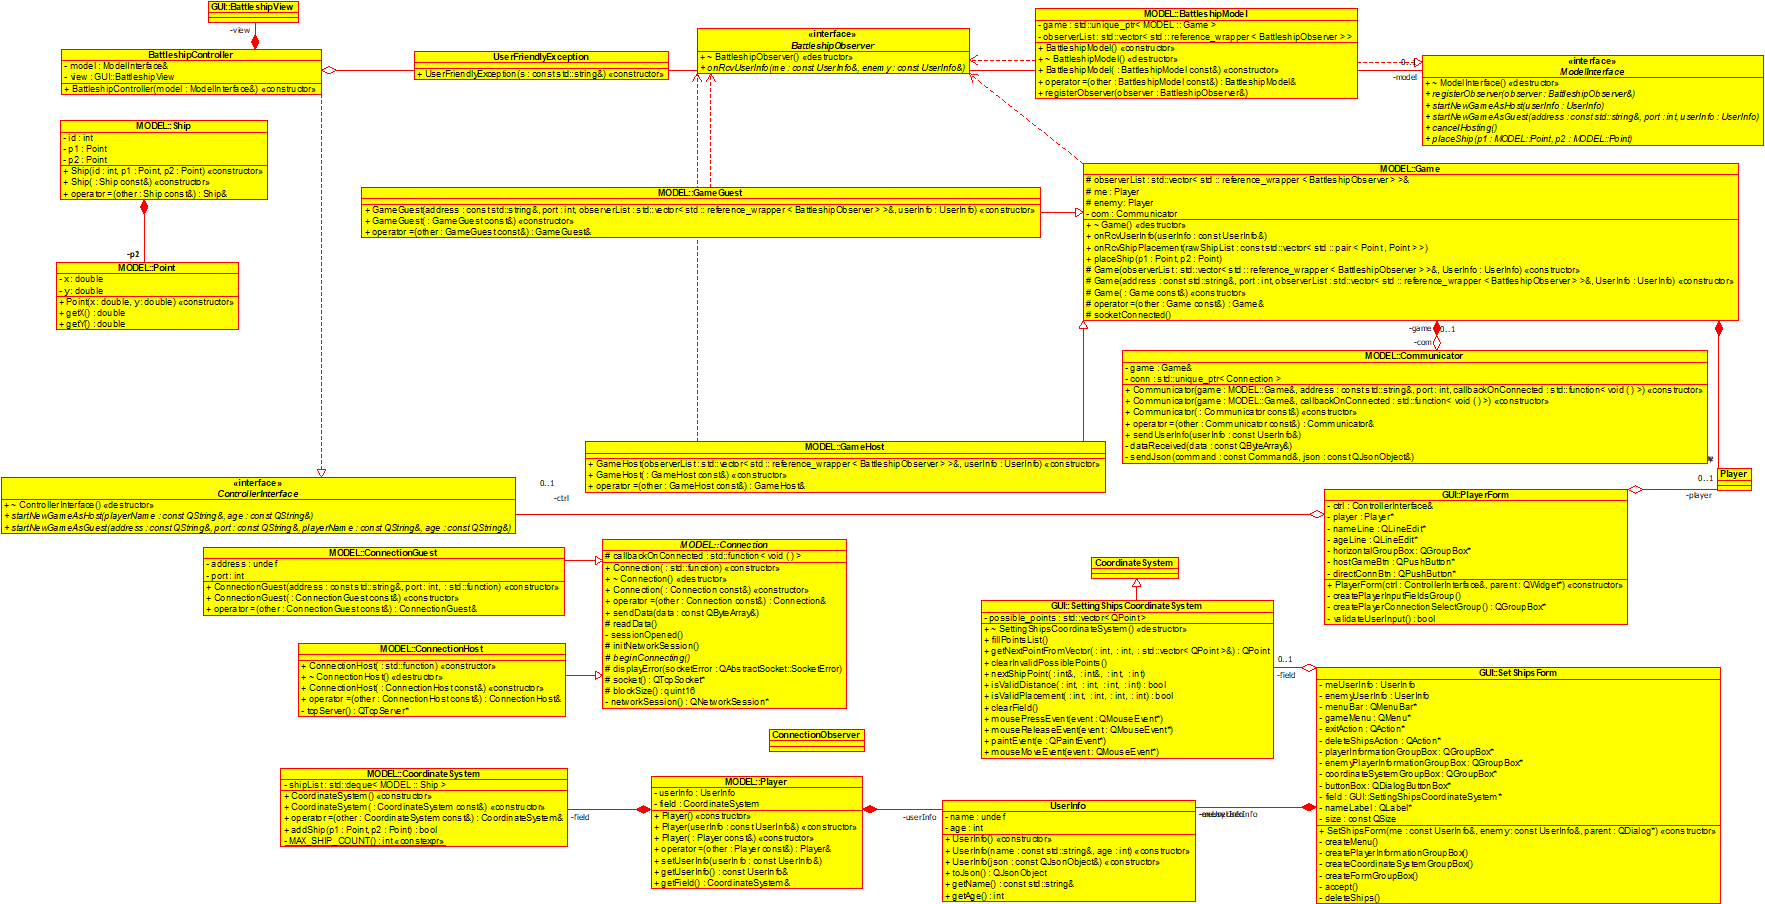 GUI::BattleshipView
-view
BattleshipController
- model : ModelInterface&
- view : GUI::BattleshipView
+ BattleshipController(model : ModelInterface&) «constructor»
UserFriendlyException
+ UserFriendlyException(s : const std::string&) «constructor»
«interface»
BattleshipObserver
+ ~ BattleshipObserver() «destructor»
+ onRcvUserInfo(me : const UserInfo&, enemy : const UserInfo&)
MODEL::BattleshipModel
- game : std::unique_ptr< MODEL :: Game >
- observerList : std::vector< std :: reference_wrapper < BattleshipObserver > >
+ BattleshipModel() «constructor»
+ ~ BattleshipModel() «destructor»
+ BattleshipModel( : BattleshipModel const&) «constructor»
+ operator =(other : BattleshipModel const&) : BattleshipModel&
+ registerObserver(observer : BattleshipObserver&)
-model
«interface»
ModelInterface
+ ~ ModelInterface() «destructor»
+ registerObserver(observer : BattleshipObserver&)
+ startNewGameAsHost(userInfo : UserInfo)
+ startNewGameAsGuest(address : const std::string&, port : int, userInfo : UserInfo)
+ cancelHosting()
+ placeShip(p1 : MODEL::Point, p2 : MODEL::Point)
MODEL::Ship
- id : int
- p1 : Point
- p2 : Point
+ Ship(id : int, p1 : Point, p2 : Point) «constructor»
+ Ship( : Ship const&) «constructor»
+ operator =(other : Ship const&) : Ship&
-p2
MODEL::Point
- x : double
- y : double
+ Point(x : double, y : double) «constructor»
+ getX() : double
+ getY() : double
MODEL::GameGuest
+ GameGuest(address : const std::string&, port : int, observerList : std::vector< std :: reference_wrapper < BattleshipObserver > >&, userInfo : UserInfo) «constructor»
+ GameGuest( : GameGuest const&) «constructor»
+ operator =(other : GameGuest const&) : GameGuest&
MODEL::Game
# observerList : std::vector< std :: reference_wrapper < BattleshipObserver > >&
# me : Player
# enemy : Player
- com : Communicator
+ ~ Game() «destructor»
+ onRcvUserInfo(userInfo : const UserInfo&)
+ onRcvShipPlacement(rawShipList : const std::vector< std :: pair < Point , Point > >)
+ placeShip(p1 : Point, p2 : Point)
# Game(observerList : std::vector< std :: reference_wrapper < BattleshipObserver > >&, UserInfo : UserInfo) «constructor»
# Game(address : const std::string&, port : int, observerList : std::vector< std :: reference_wrapper < BattleshipObserver > >&, UserInfo : UserInfo) «constructor»
# Game( : Game const&) «constructor»
# operator =(other : Game const&) : Game&
# socketConnected()
-game 0..1
-com
MODEL::Communicator
- game : Game&
- conn : std::unique_ptr< Connection >
+ Communicator(game : MODEL::Game&, address : const std::string&, port : int, callbackOnConnected : std::function< void ( ) >) «constructor»
+ Communicator(game : MODEL::Game&, callbackOnConnected : std::function< void ( ) >) «constructor»
+ Communicator( : Communicator const&) «constructor»
+ operator =(other : Communicator const&) : Communicator&
+ sendUserInfo(userInfo : const UserInfo&)
- dataReceived(data : const QByteArray&)
- sendJson(command : const Command&, json : const QJsonObject&)
MODEL::GameHost
+ GameHost(observerList : std::vector< std :: reference_wrapper < BattleshipObserver > >&, userInfo : UserInfo) «constructor»
+ GameHost( : GameHost const&) «constructor»
+ operator =(other : GameHost const&) : GameHost&
«interface»
ControllerInterface
+ ~ ControllerInterface() «destructor»
+ startNewGameAsHost(playerName : const QString&, age : const QString&)
+ startNewGameAsGuest(address : const QString&, port : const QString&, playerName : const QString&, age : const QString&)
0..1
-ctrl
Player
0..1
-player
GUI::PlayerForm
- ctrl : ControllerInterface&
- player : Player*
- nameLine : QLineEdit*
- ageLine : QLineEdit*
- horizontalGroupBox : QGroupBox*
- hostGameBtn : QPushButton*
- directConnBtn : QPushButton*
+ PlayerForm(ctrl : ControllerInterface&, parent : QWidget*) «constructor»
- createPlayerInputFieldsGroup()
- createPlayerConnectionSelectGroup() : QGroupBox*
- validateUserInput() : bool
MODEL::ConnectionGuest
- address : undef
- port : int
+ ConnectionGuest(address : const std::string&, port : int, : std::function) «constructor»
+ ConnectionGuest( : ConnectionGuest const&) «constructor»
+ operator =(other : ConnectionGuest const&) : ConnectionGuest&
MODEL::Connection
# callbackOnConnected : std::function< void ( ) >
+ Connection( : std::function) «constructor»
+ ~ Connection() «destructor»
+ Connection( : Connection const&) «constructor»
+ operator =(other : Connection const&) : Connection&
+ sendData(data : const QByteArray&)
# readData()
- sessionOpened()
# initNetworkSession()
# beginConnecting()
# displayError(socketError : QAbstractSocket::SocketError)
# socket() : QTcpSocket*
# blockSize() : quint16
- networkSession() : QNetworkSession*
MODEL::ConnectionHost
+ ConnectionHost( : std::function) «constructor»
+ ~ ConnectionHost() «destructor»
+ ConnectionHost( : ConnectionHost const&) «constructor»
+ operator =(other : ConnectionHost const&) : ConnectionHost&
- tcpServer() : QTcpServer*
CoordinateSystem
GUI::SettingShipsCoordinateSystem
- possible_points : std::vector< QPoint >
+ ~ SettingShipsCoordinateSystem() «destructor»
+ fillPointsList()
+ getNextPointFromVector( : int, : int, : std::vector< QPoint >&) : QPoint
+ clearInvalidPossiblePoints()
+ nextShipPoint( : int&, : int&, : int, : int)
+ isValidDistance( : int, : int, : int, : int) : bool
+ isValidPlacement( : int, : int, : int, : int) : bool
+ clearField()
+ mousePressEvent(event : QMouseEvent*)
+ mouseReleaseEvent(event : QMouseEvent*)
+ paintEvent(e : QPaintEvent*)
+ mouseMoveEvent(event : QMouseEvent*)
0..1
-field
GUI::SetShipsForm
- meUserInfo : UserInfo
- enemyUserInfo : UserInfo
- menuBar : QMenuBar*
- gameMenu : QMenu*
- exitAction : QAction*
- deleteShipsAction : QAction*
- playerInformationGroupBox : QGroupBox*
- enemyPlayerInformationGroupBox : QGroupBox*
- coordinateSystemGroupBox : QGroupBox*
- buttonBox : QDialogButtonBox*
- field : GUI::SettingShipsCoordinateSystem*
- nameLabel : QLabel*
- size : const QSize
+ SetShipsForm(me : const UserInfo&, enemy : const UserInfo&, parent : QDialog*) «constructor»
- createMenu()
- createPlayerInformationGroupBox()
- createCoordinateSystemGroupBox()
- createFormGroupBox()
- accept()
- deleteShips()
ConnectionObserver
MODEL::CoordinateSystem
- shipList : std::deque< MODEL :: Ship >
+ CoordinateSystem() «constructor»
+ CoordinateSystem( : CoordinateSystem const&) «constructor»
+ operator =(other : CoordinateSystem const&) : CoordinateSystem&
+ addShip(p1 : Point, p2 : Point) : bool
- MAX_SHIP_COUNT() : int «constexpr»
-field
MODEL::Player
- userInfo : UserInfo
- field : CoordinateSystem
+ Player() «constructor»
+ Player(userInfo : const UserInfo&) «constructor»
+ Player( : Player const&) «constructor»
+ operator =(other : Player const&) : Player&
+ setUserInfo(userInfo : const UserInfo&)
+ getUserInfo() : const UserInfo&
+ getField() : CoordinateSystem&
-userInfo
UserInfo
- name : undef
- age : int
+ UserInfo() «constructor»
+ UserInfo(name : const std::string&, age : int) «constructor»
+ UserInfo(json : const QJsonObject&) «constructor»
+ toJson() : QJsonObject
+ getName() : const std::string&
+ getAge() : int